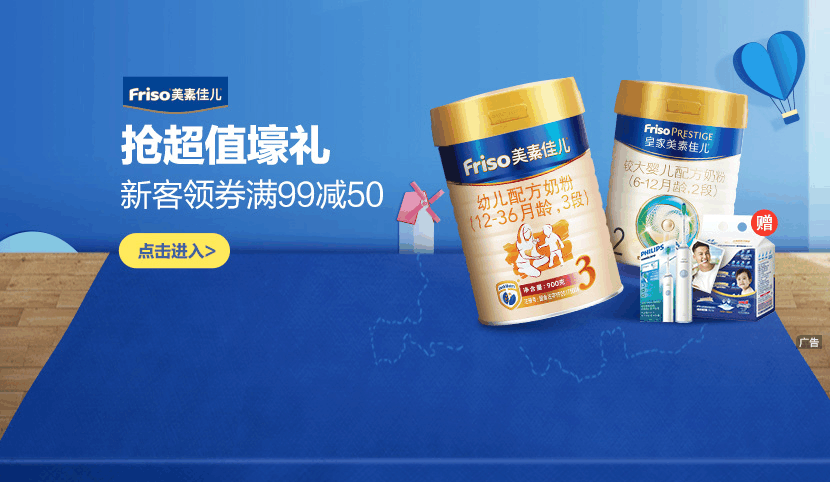 Friso美素佳儿
抢超值壕礼
新客领券满99减50
点击进入>
Friso美素佳儿
幼儿配方奶粉
(12-36月龄,3段)
3
净含量:900克
Friso PRESTIGE
皇家美素佳儿
较大婴儿配方奶粉
(6-12月龄,2段)
2
PHILIPS
赠
广告